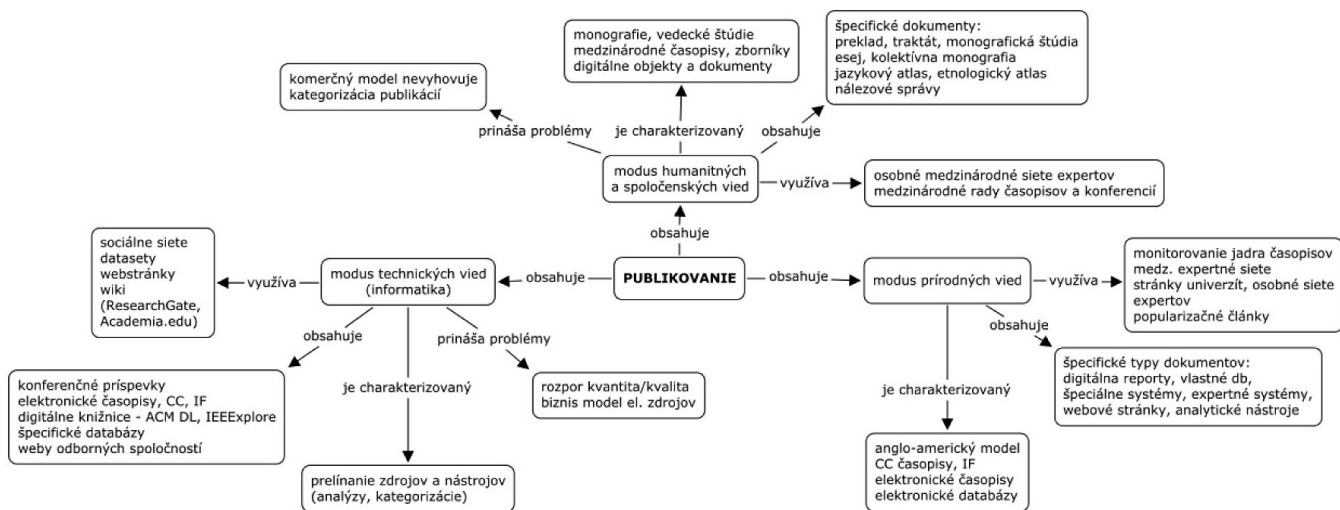 monografie, vedecké štúdie
medzinárodné časopisy, zborníky
digitálne objekty a dokumenty
špecifické dokumenty:
preklad, traktát, monografická štúdia
esej, kolektívna monografia
jazykový atlas, etnologický atlas
nálezové správy
komerčný model nevyhovuje
kategorizácia publikácií
prináša problémy
je charakterizovaný
obsahuje
modus humanitných
a spoločenských vied
využíva
osobné medzinárodné siete expertov
medzinárodné rady časopisov a konferencií
obsahuje
sociálne siete
datasety
webstránky
wiki
(ResearchGate,
Academia.edu)
využíva
modus technických vied
(informatika)
obsahuje
PUBLIKOVANIE
obsahuje
modus prírodných vied
využíva
monitorovanie jadra časopisov
medz. expertné siete
stránky univerzít, osobné siete
expertov
popularizačné články
obsahuje
prináša problémy
obsahuje
je charakterizovaný
je charakterizovaný
konferenčné príspevky
elektronické časopisy, CC, IF
digitálne knižnice - ACM DL, IEEExplore
špecifické databázy
weby odborných spoločností
rozpor kvantita/kvalita
biznis model el. zdrojov
špecifické typy dokumentov:
digitálna reporty, vlastné db,
špeciálne systémy, expertné systémy,
webové stránky, analytické nástroje
prelínanie zdrojov a nástrojov
(analýzy, kategorizácie)
anglo-americký model
CC časopisy, IF
elektronické časopisy
elektronické databázy